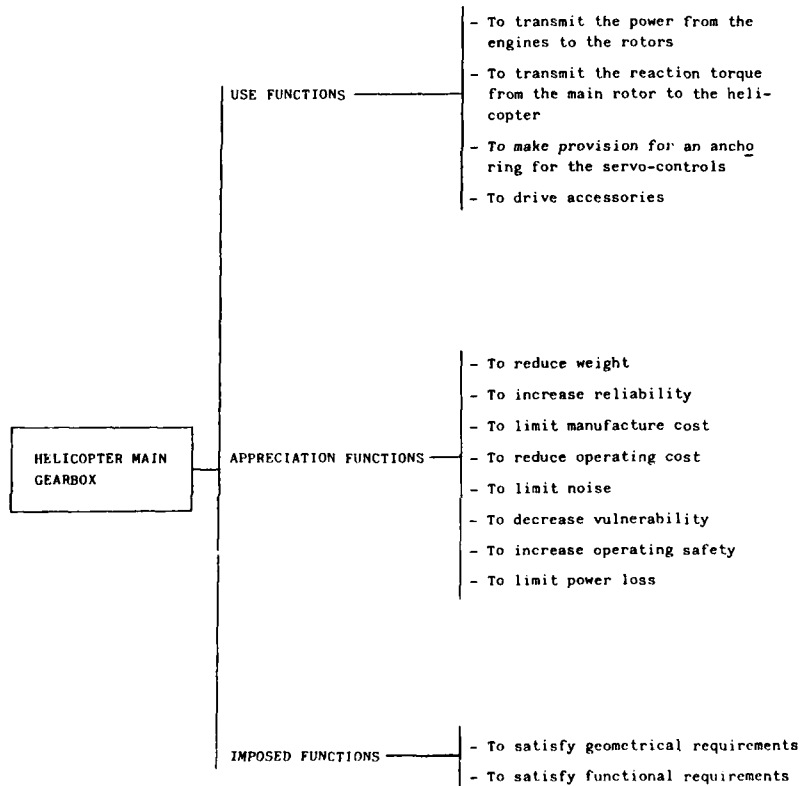 - To transmit the power from the
engines to the rotors
- To transmit the reaction torque
from the main rotor to the heli-
copter
- To make provision for an ancho
ring for the servo-controls
- To drive accessories
USE FUNCTIONS
- To reduce weight
- To increase reliability
- To limit manufacture cost
- To reduce operating cost
- To limit noise
- To decrease vulnerability
- To increase operating safety
- To limit power loss
HELICOPTER MAIN
GEARBOX
APPRECIATION FUNCTIONS
IMPOSED FUNCTIONS
- To satisfy geometrical requirements
- To satisfy functional requirements